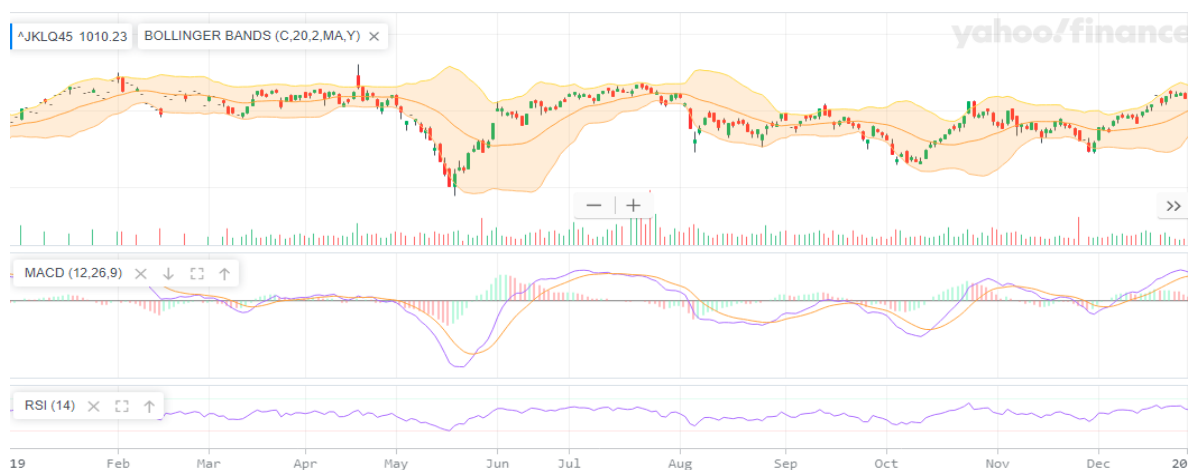 yahoo!finance
^JKLQ45 1010.23 BOLLINGER BANDS (C,20,2,MA,Y) ×
− +
MACD (12,26,9)
RSI (14)
19 Feb Mar Apr May Jun Jul Aug Sep Oct Nov Dec 20